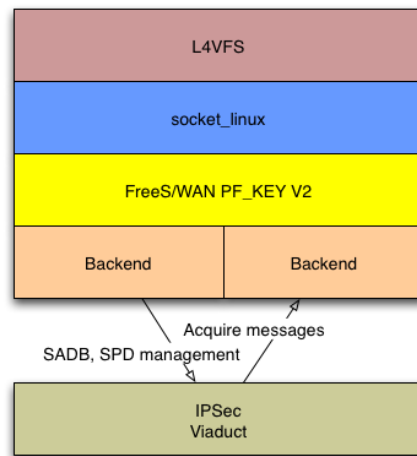 L4VFS
socket_linux
FreeS/WAN PF_KEY V2
Backend Backend
Acquire messages
SADB, SPD management
IPSec
Viaduct